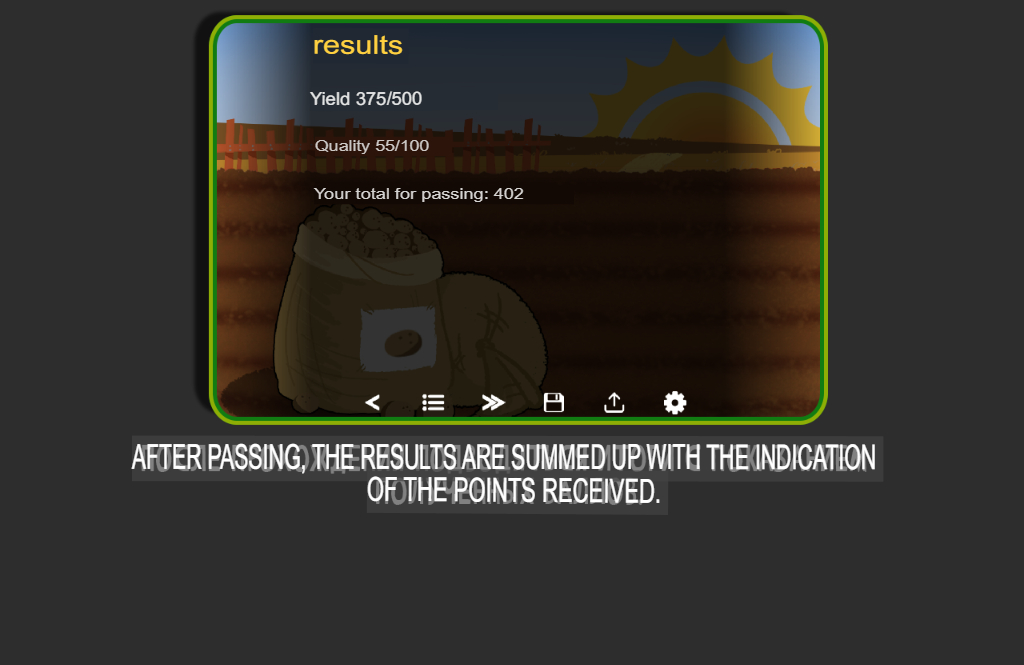 results
Yield 375/500
Quality 55/100
Your total for passing: 402
AFTER PASSING, THE RESULTS ARE SUMMED UP WITH THE INDICATION
OF THE POINTS RECEIVED.